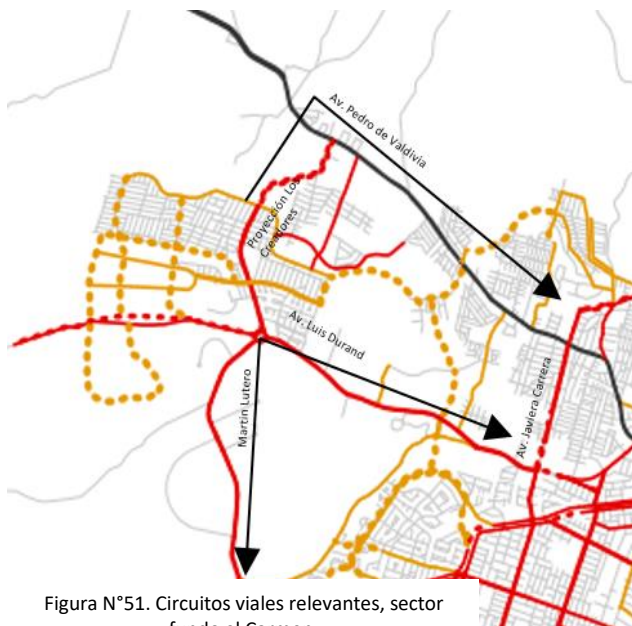 Av. Pedro de Valdivia
Proyección Los
Creadores
Av. Luis Durand
Martín Lutero
Av. Javiera Carrera
Figura N°51. Circuitos viales relevantes, sector